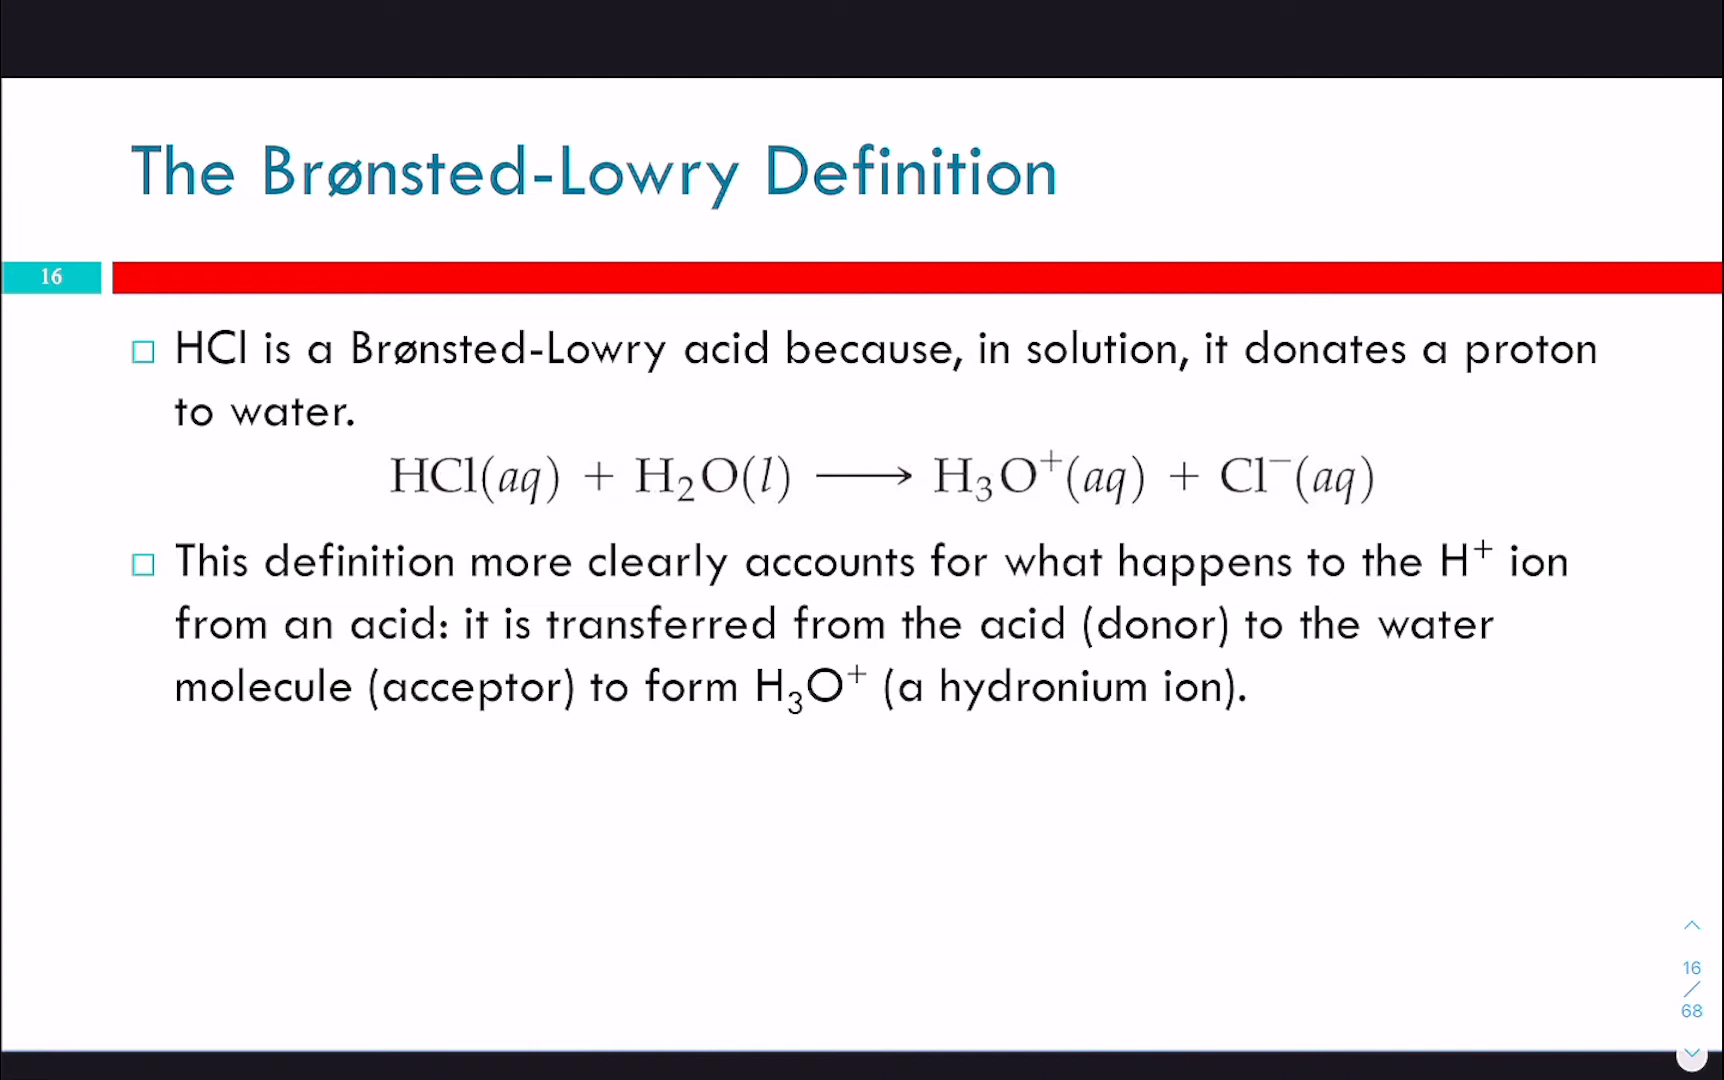 The Brønsted-Lowry Definition
16
HCl is a Brønsted-Lowry acid because, in solution, it donates a proton
to water.
HCl(aq) + H₂O(l) ⟶ H₃O⁺(aq) + Cl⁻(aq)
This definition more clearly accounts for what happens to the H⁺ ion
from an acid: it is transferred from the acid (donor) to the water
molecule (acceptor) to form H₃O⁺ (a hydronium ion).
16
/
68